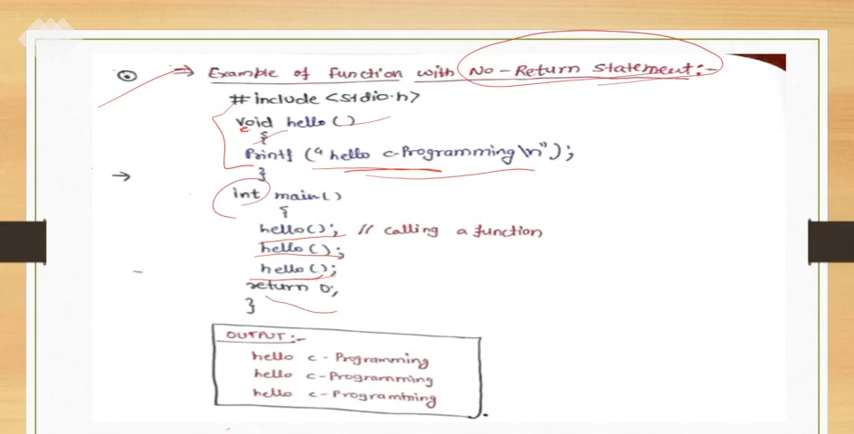 ⊙ ⇒ Example of function with No-Return Statement:-
# include <stdio.h>
void hello ()
{
Printf ("hello c-Programming\n");
}
→ int main()
{
hello(); // calling a function
hello();
hello();
return 0;
}
OUTPUT:-
hello c-Programming
hello c-Programming
hello c-Programming